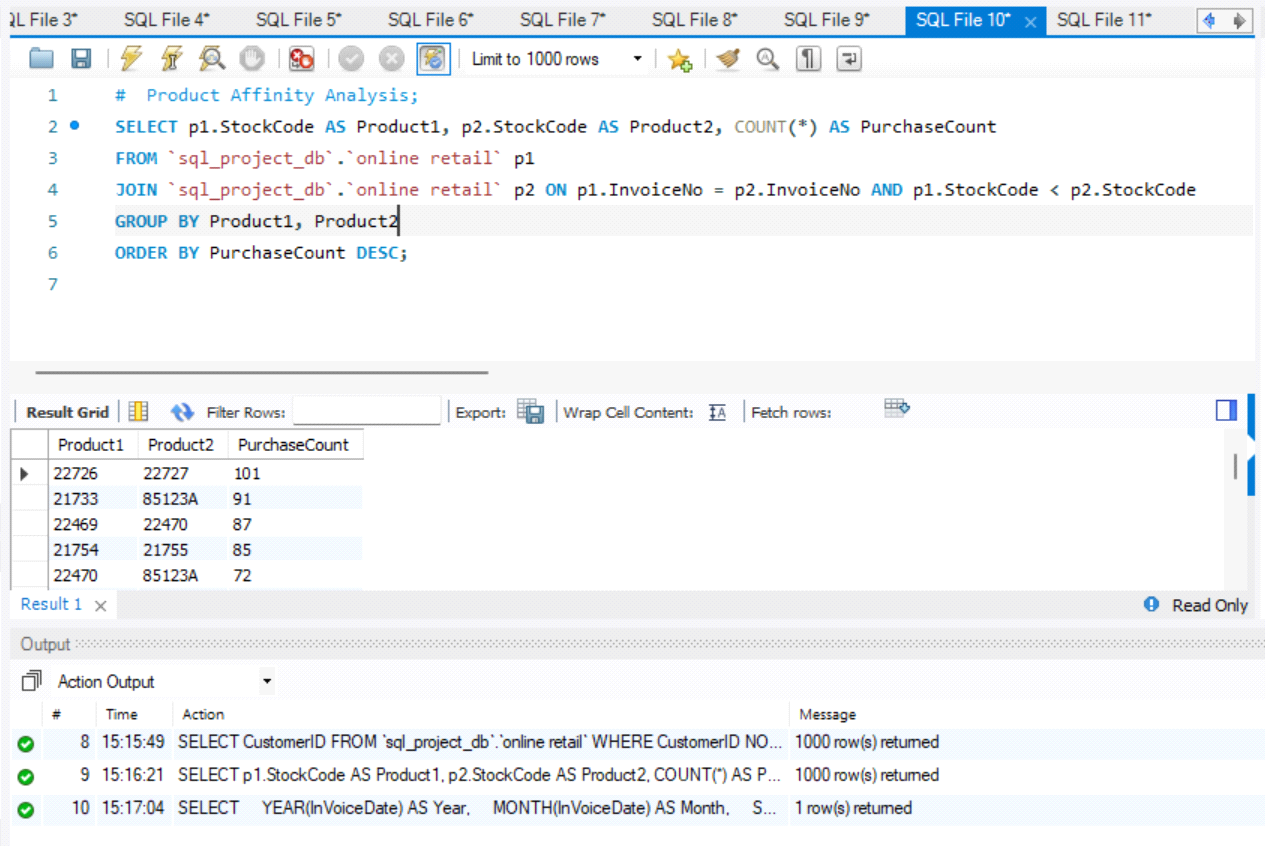 QL File 3* SQL File 4* SQL File 5* SQL File 6* SQL File 7* SQL File 8* SQL File 9* SQL File 10* SQL File 11*
Limit to 1000 rows
1 # Product Affinity Analysis;
2 SELECT p1.StockCode AS Product1, p2.StockCode AS Product2, COUNT(*) AS PurchaseCount
3 FROM `sql_project_db`.`online retail` p1
4 JOIN `sql_project_db`.`online retail` p2 ON p1.InvoiceNo = p2.InvoiceNo AND p1.StockCode < p2.StockCode
5 GROUP BY Product1, Product2
6 ORDER BY PurchaseCount DESC;
7
Result Grid Filter Rows: Export: Wrap Cell Content: IA Fetch rows:
Product1 Product2 PurchaseCount
22726 22727 101
21733 85123A 91
22469 22470 87
21754 21755 85
22470 85123A 72
Result 1 Read Only
Output
Action Output
# Time Action Message
8 15:15:49 SELECT CustomerID FROM `sql_project_db`.`online retail` WHERE CustomerID NO... 1000 row(s) returned
9 15:16:21 SELECT p1.StockCode AS Product1, p2.StockCode AS Product2, COUNT(*) AS P... 1000 row(s) returned
10 15:17:04 SELECT YEAR(InVoiceDate) AS Year, MONTH(InVoiceDate) AS Month, S... 1 row(s) returned